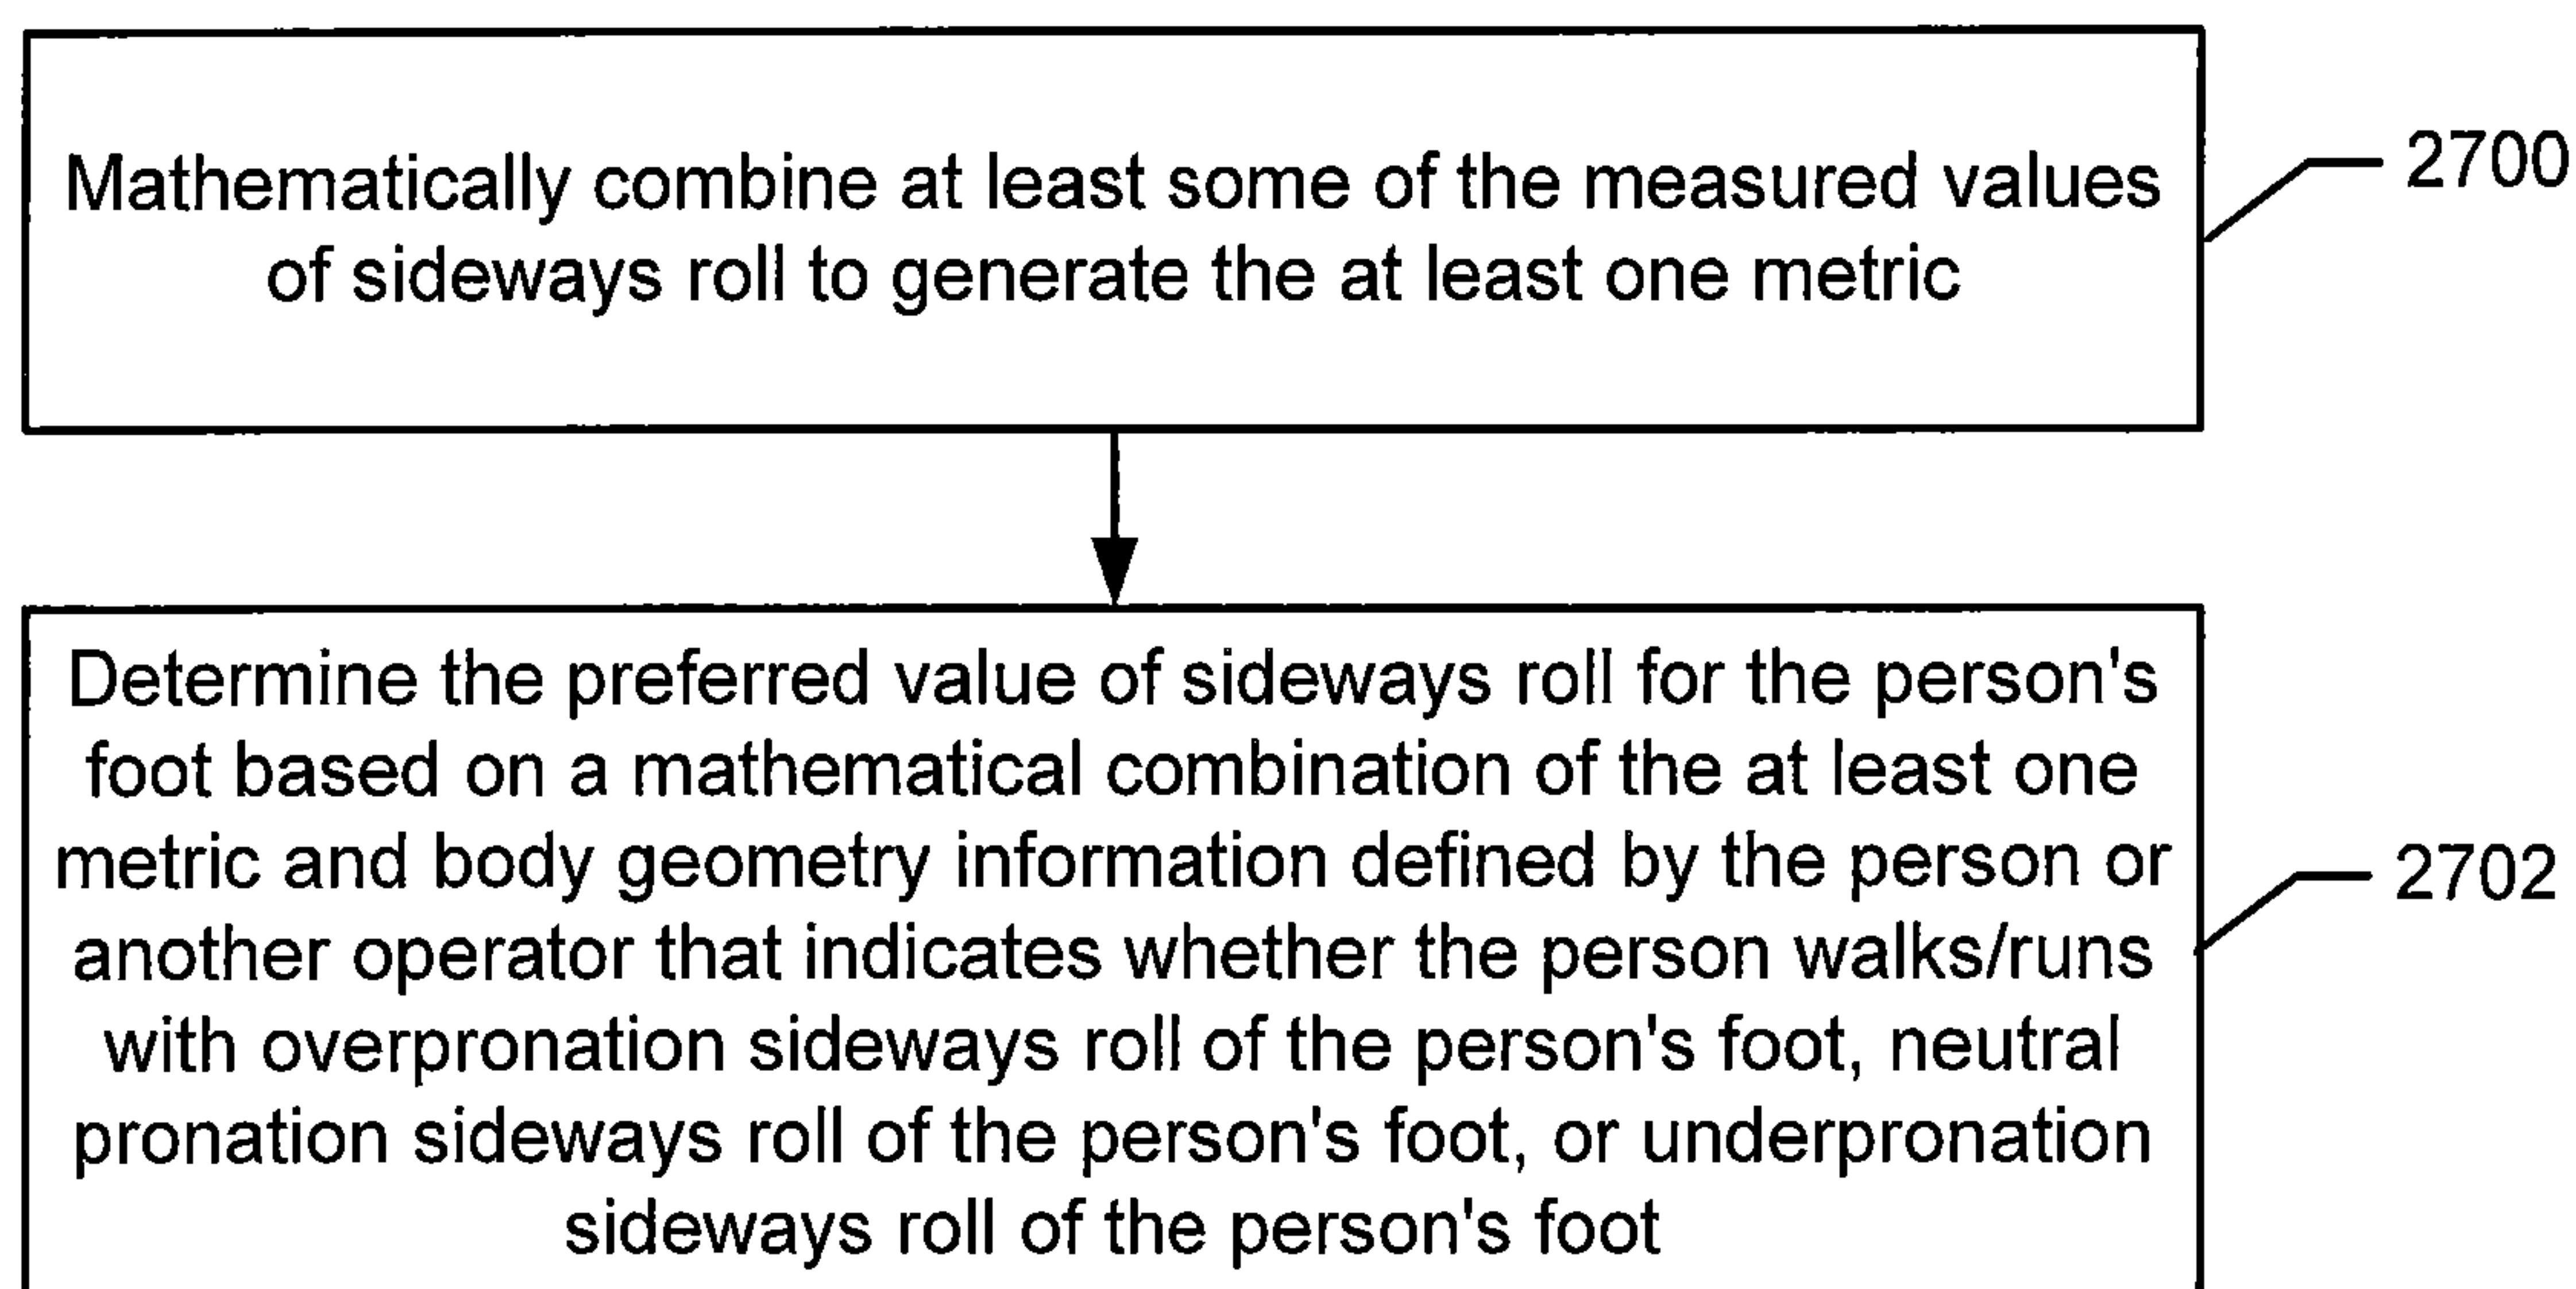 Mathematically combine at least some of the measured values
of sideways roll to generate the at least one metric
2700
Determine the preferred value of sideways roll for the person's
foot based on a mathematical combination of the at least one
metric and body geometry information defined by the person or
another operator that indicates whether the person walks/runs
with overpronation sideways roll of the person's foot, neutral
pronation sideways roll of the person's foot, or underpronation
sideways roll of the person's foot
2702